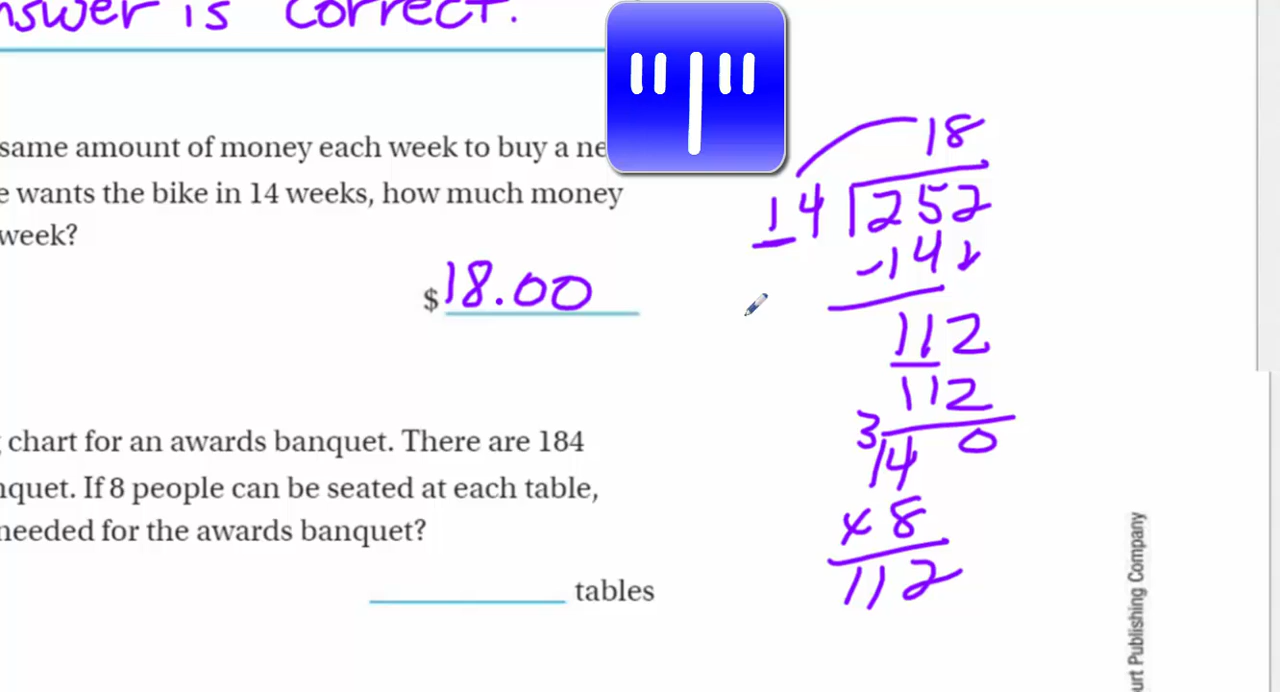 nswer is correct.
same amount of money each week to buy a ne
e wants the bike in 14 weeks, how much money
week?
$18.00
18
14 252
-14
112
112
3 0
14
x 8
112
chart for an awards banquet. There are 184
nquet. If 8 people can be seated at each table,
needed for the awards banquet?
tables
urt Publishing Company